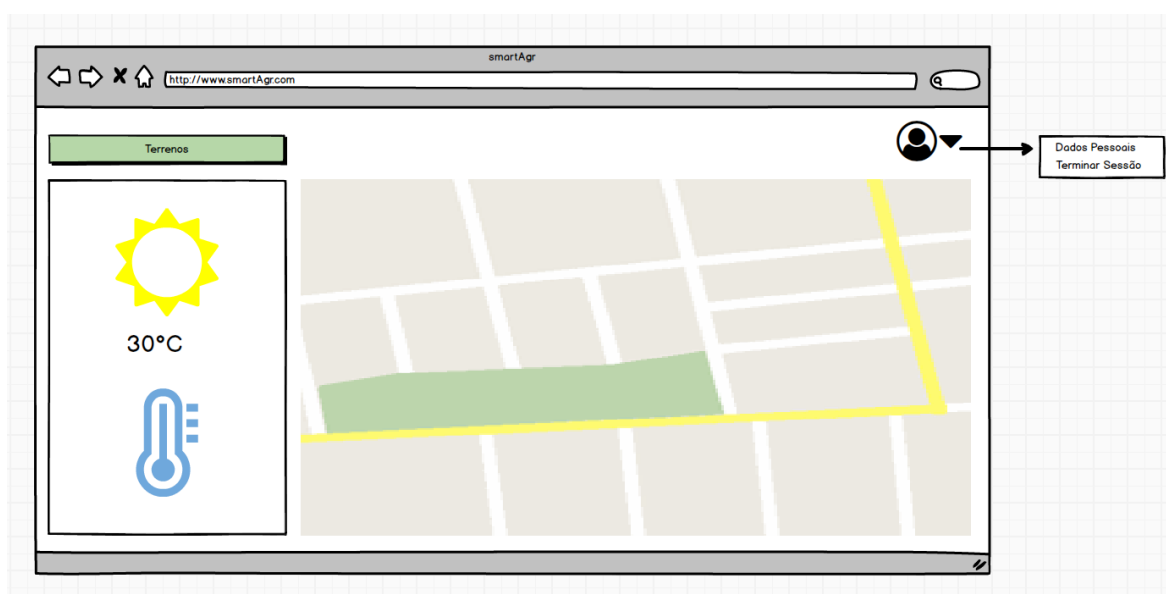 smartAgr
http://www.smartAgr.com
Terrenos
Dados Pessoais
Terminar Sessão
30°C